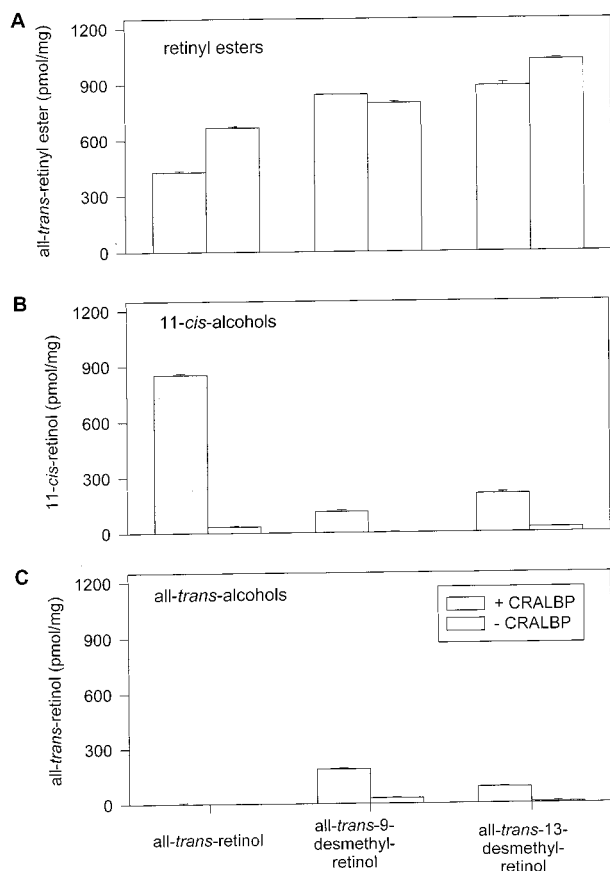 A
retinyl esters
all-trans-retinyl ester (pmol/mg)
1200
900
600
300
0
B
11-cis-alcohols
11-cis-retinol (pmol/mg)
1200
900
600
300
0
C
all-trans-alcohols
+ CRALBP
- CRALBP
all-trans-retinol (pmol/mg)
1200
900
600
300
0
all-trans-retinol
all-trans-9-
desmethyl-
retinol
all-trans-13-
desmethyl-
retinol